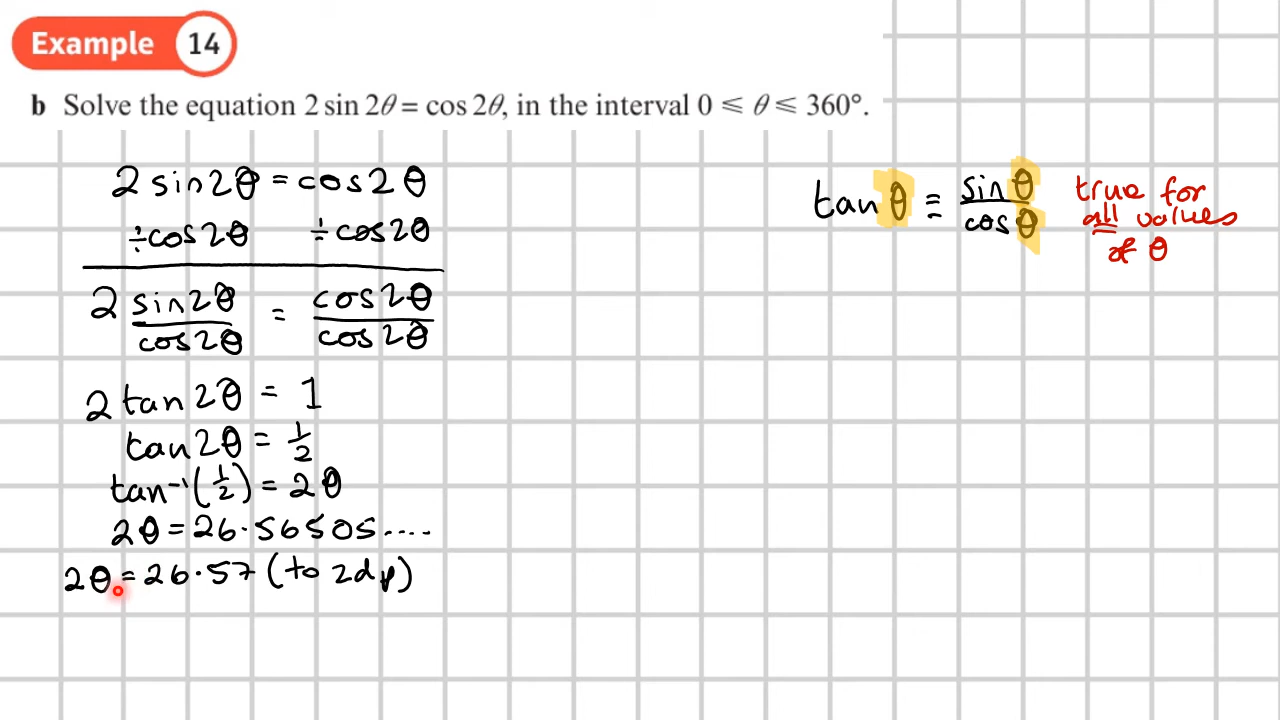 Example 14
b Solve the equation 2 sin 2θ = cos 2θ, in the interval 0 ⩽ θ ⩽ 360°.
2 sin2θ = cos2θ
÷cos2θ ÷cos2θ
2 sin2θ/cos2θ = cos2θ/cos2θ
2 tan2θ = 1
tan2θ = 1/2
tan⁻¹(1/2) = 2θ
2θ = 26.56505....
2θ = 26.57 (to 2dp)
tan θ ≡ sinθ/cosθ
true for
all values
of θ